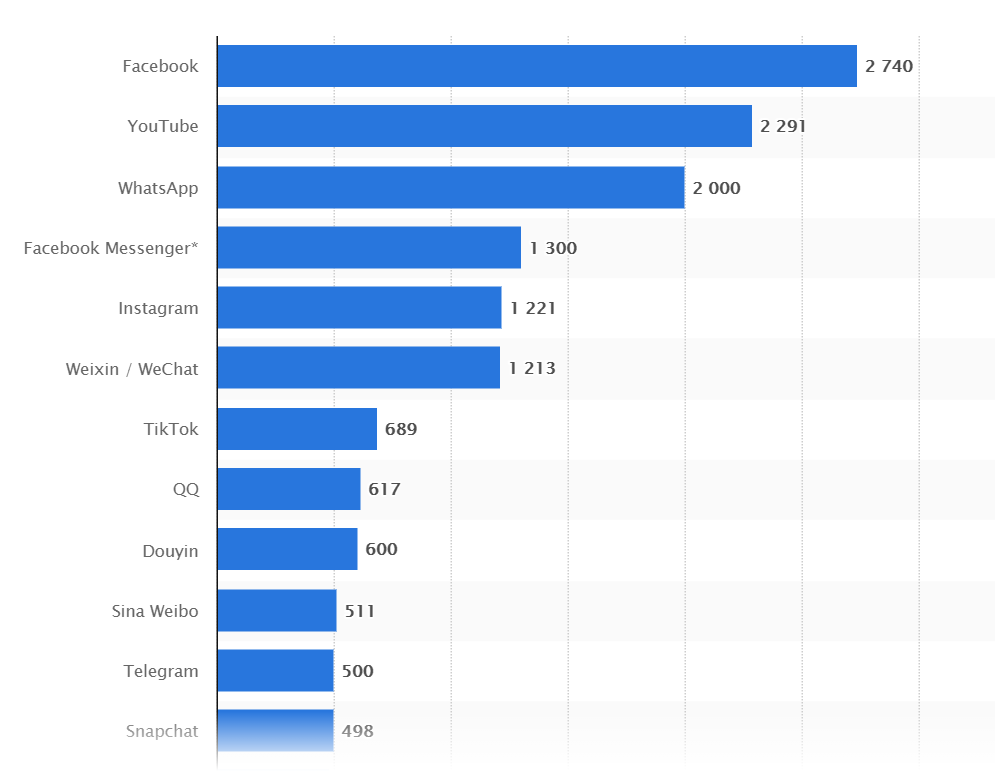 Facebook 2 740
YouTube 2 291
WhatsApp 2 000
Facebook Messenger* 1 300
Instagram 1 221
Weixin / WeChat 1 213
TikTok 689
QQ 617
Douyin 600
Sina Weibo 511
Telegram 500
Snapchat 498